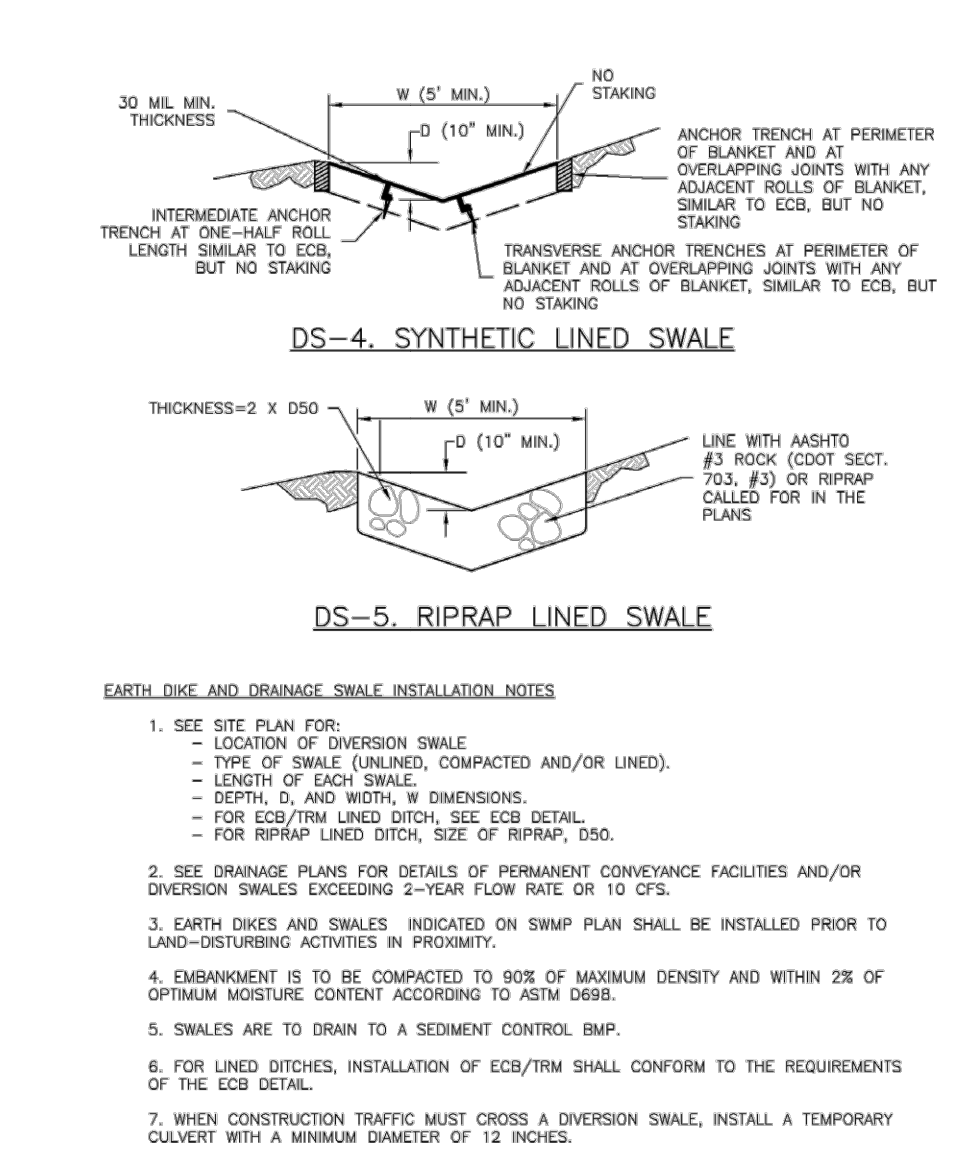 30 MIL MIN.
THICKNESS
W (5' MIN.)
D (10" MIN.)
NO
STAKING
ANCHOR TRENCH AT PERIMETER
OF BLANKET AND AT
OVERLAPPING JOINTS WITH ANY
ADJACENT ROLLS OF BLANKET,
SIMILAR TO ECB, BUT NO
STAKING
INTERMEDIATE ANCHOR
TRENCH AT ONE-HALF ROLL
LENGTH SIMILAR TO ECB,
BUT NO STAKING
TRANSVERSE ANCHOR TRENCHES AT PERIMETER OF
BLANKET AND AT OVERLAPPING JOINTS WITH ANY
ADJACENT ROLLS OF BLANKET, SIMILAR TO ECB, BUT
NO STAKING
DS-4. SYNTHETIC LINED SWALE
THICKNESS=2 X D50
W (5' MIN.)
D (10" MIN.)
LINE WITH AASHTO
#3 ROCK (CDOT SECT.
703, #3) OR RIPRAP
CALLED FOR IN THE
PLANS
DS-5. RIPRAP LINED SWALE
EARTH DIKE AND DRAINAGE SWALE INSTALLATION NOTES
1. SEE SITE PLAN FOR:
- LOCATION OF DIVERSION SWALE
- TYPE OF SWALE (UNLINED, COMPACTED AND/OR LINED).
- LENGTH OF EACH SWALE.
- DEPTH, D, AND WIDTH, W DIMENSIONS.
- FOR ECB/TRM LINED DITCH, SEE ECB DETAIL.
- FOR RIPRAP LINED DITCH, SIZE OF RIPRAP, D50.
2. SEE DRAINAGE PLANS FOR DETAILS OF PERMANENT CONVEYANCE FACILITIES AND/OR
DIVERSION SWALES EXCEEDING 2-YEAR FLOW RATE OR 10 CFS.
3. EARTH DIKES AND SWALES INDICATED ON SWMP PLAN SHALL BE INSTALLED PRIOR TO
LAND-DISTURBING ACTIVITIES IN PROXIMITY.
4. EMBANKMENT IS TO BE COMPACTED TO 90% OF MAXIMUM DENSITY AND WITHIN 2% OF
OPTIMUM MOISTURE CONTENT ACCORDING TO ASTM D698.
5. SWALES ARE TO DRAIN TO A SEDIMENT CONTROL BMP.
6. FOR LINED DITCHES, INSTALLATION OF ECB/TRM SHALL CONFORM TO THE REQUIREMENTS
OF THE ECB DETAIL.
7. WHEN CONSTRUCTION TRAFFIC MUST CROSS A DIVERSION SWALE, INSTALL A TEMPORARY
CULVERT WITH A MINIMUM DIAMETER OF 12 INCHES.